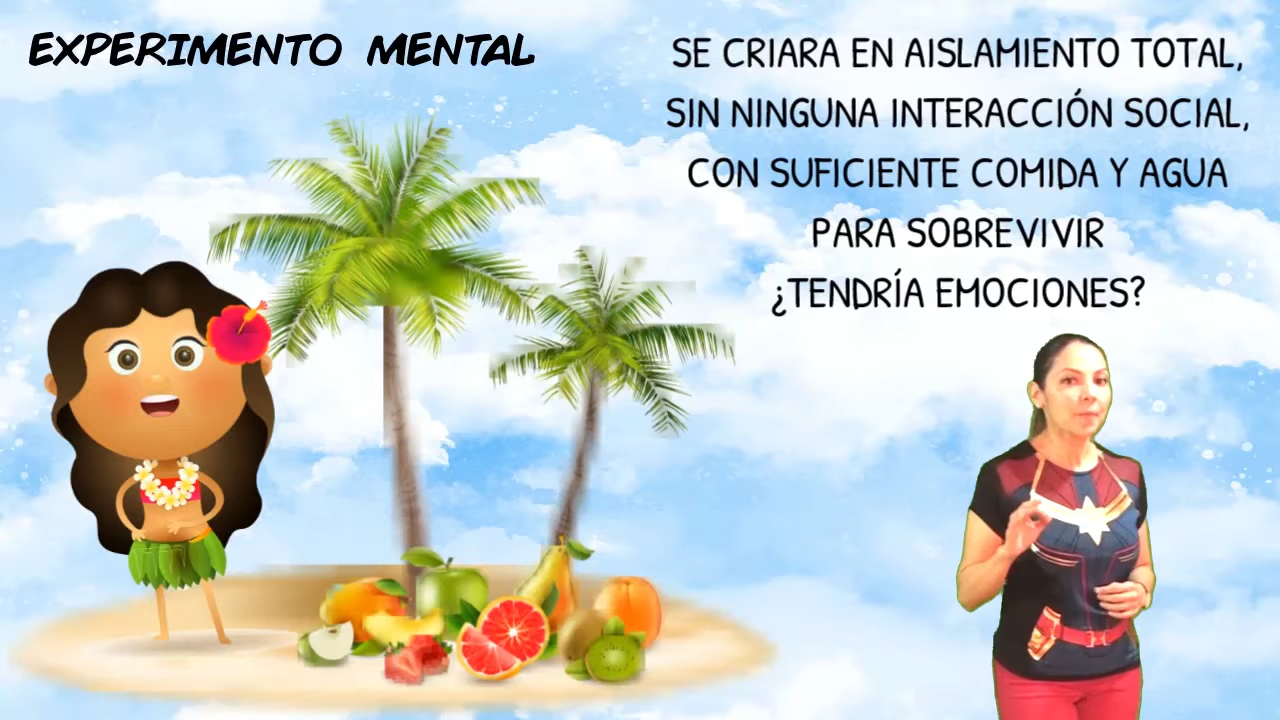 EXPERIMENTO MENTAL
SE CRIARA EN AISLAMIENTO TOTAL,
SIN NINGUNA INTERACCIÓN SOCIAL,
CON SUFICIENTE COMIDA Y AGUA
PARA SOBREVIVIR
¿TENDRÍA EMOCIONES?